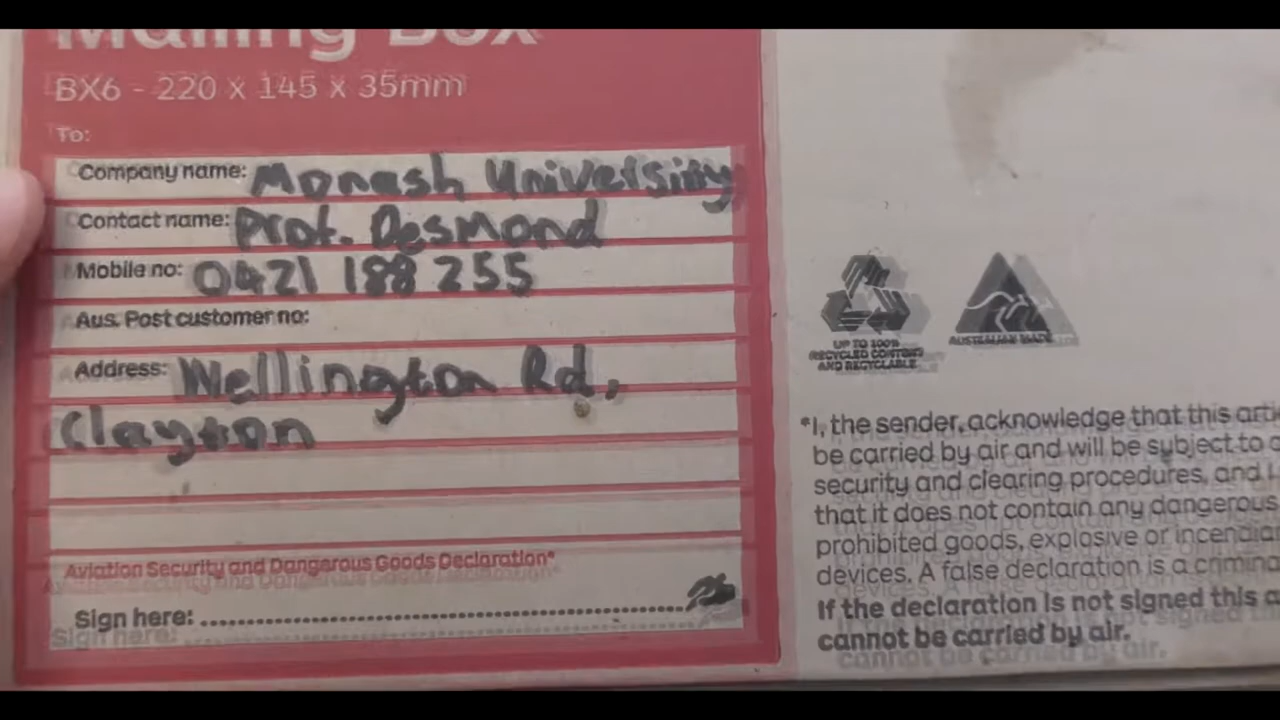 Mailing Box
BX6 - 220 x 145 x 35mm
To:
Company name: Monash University
Contact name: Prof. Desmond
Mobile no: 0421 188 255
Aus. Post customer no:
Address: Wellington Rd,
Clayton
Aviation Security and Dangerous Goods Declaration*
Sign here:
UP TO 100%
RECYCLED CONTENT
AND RECYCLABLE
AUSTRALIAN MADE
*I, the sender, acknowledge that this arti
be carried by air and will be subject to a
security and clearing procedures, and I
that it does not contain any dangerous
prohibited goods, explosive or incendia
devices. A false declaration is a crimina
If the declaration is not signed this a
cannot be carried by air.